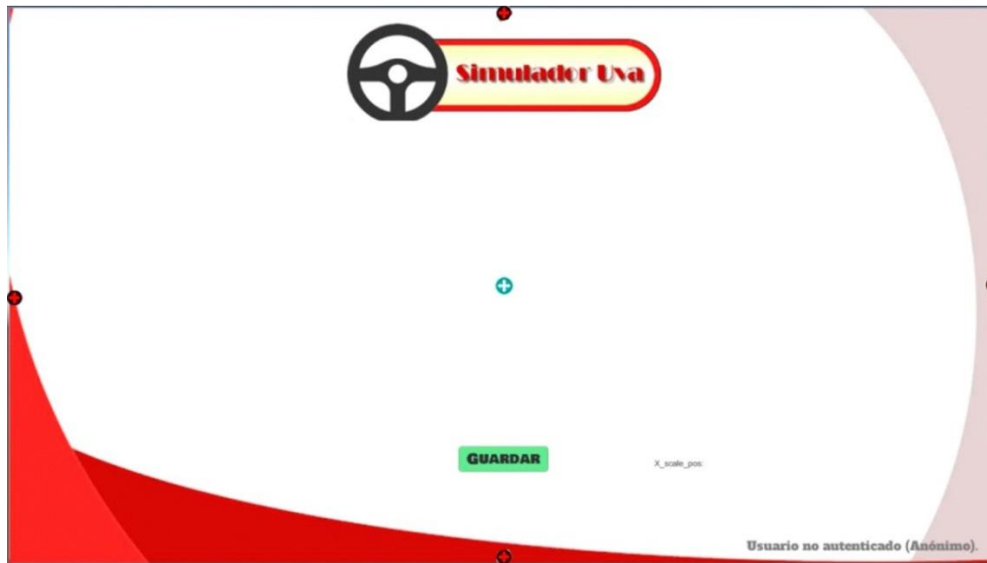 Simulador Uva
GUARDAR
X_scale_pos
Usuario no autenticado (Anónimo).